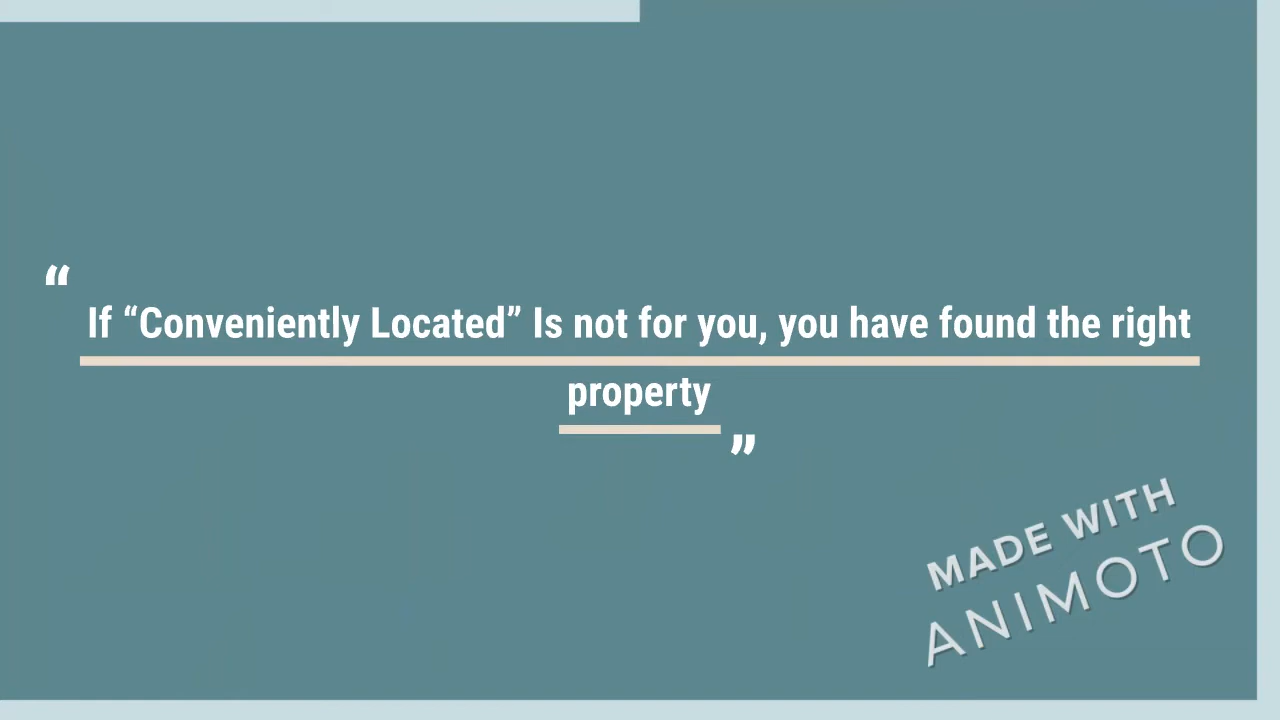 “
If “Conveniently Located” Is not for you, you have found the right
property
”
MADE WITH
ANIMOTO